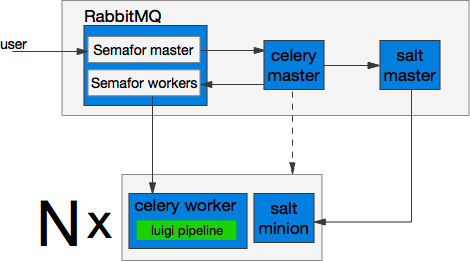 RabbitMQ
user
Semafor master
Semafor workers
celery
master
salt
master
N x
celery worker
luigi pipeline
salt
minion